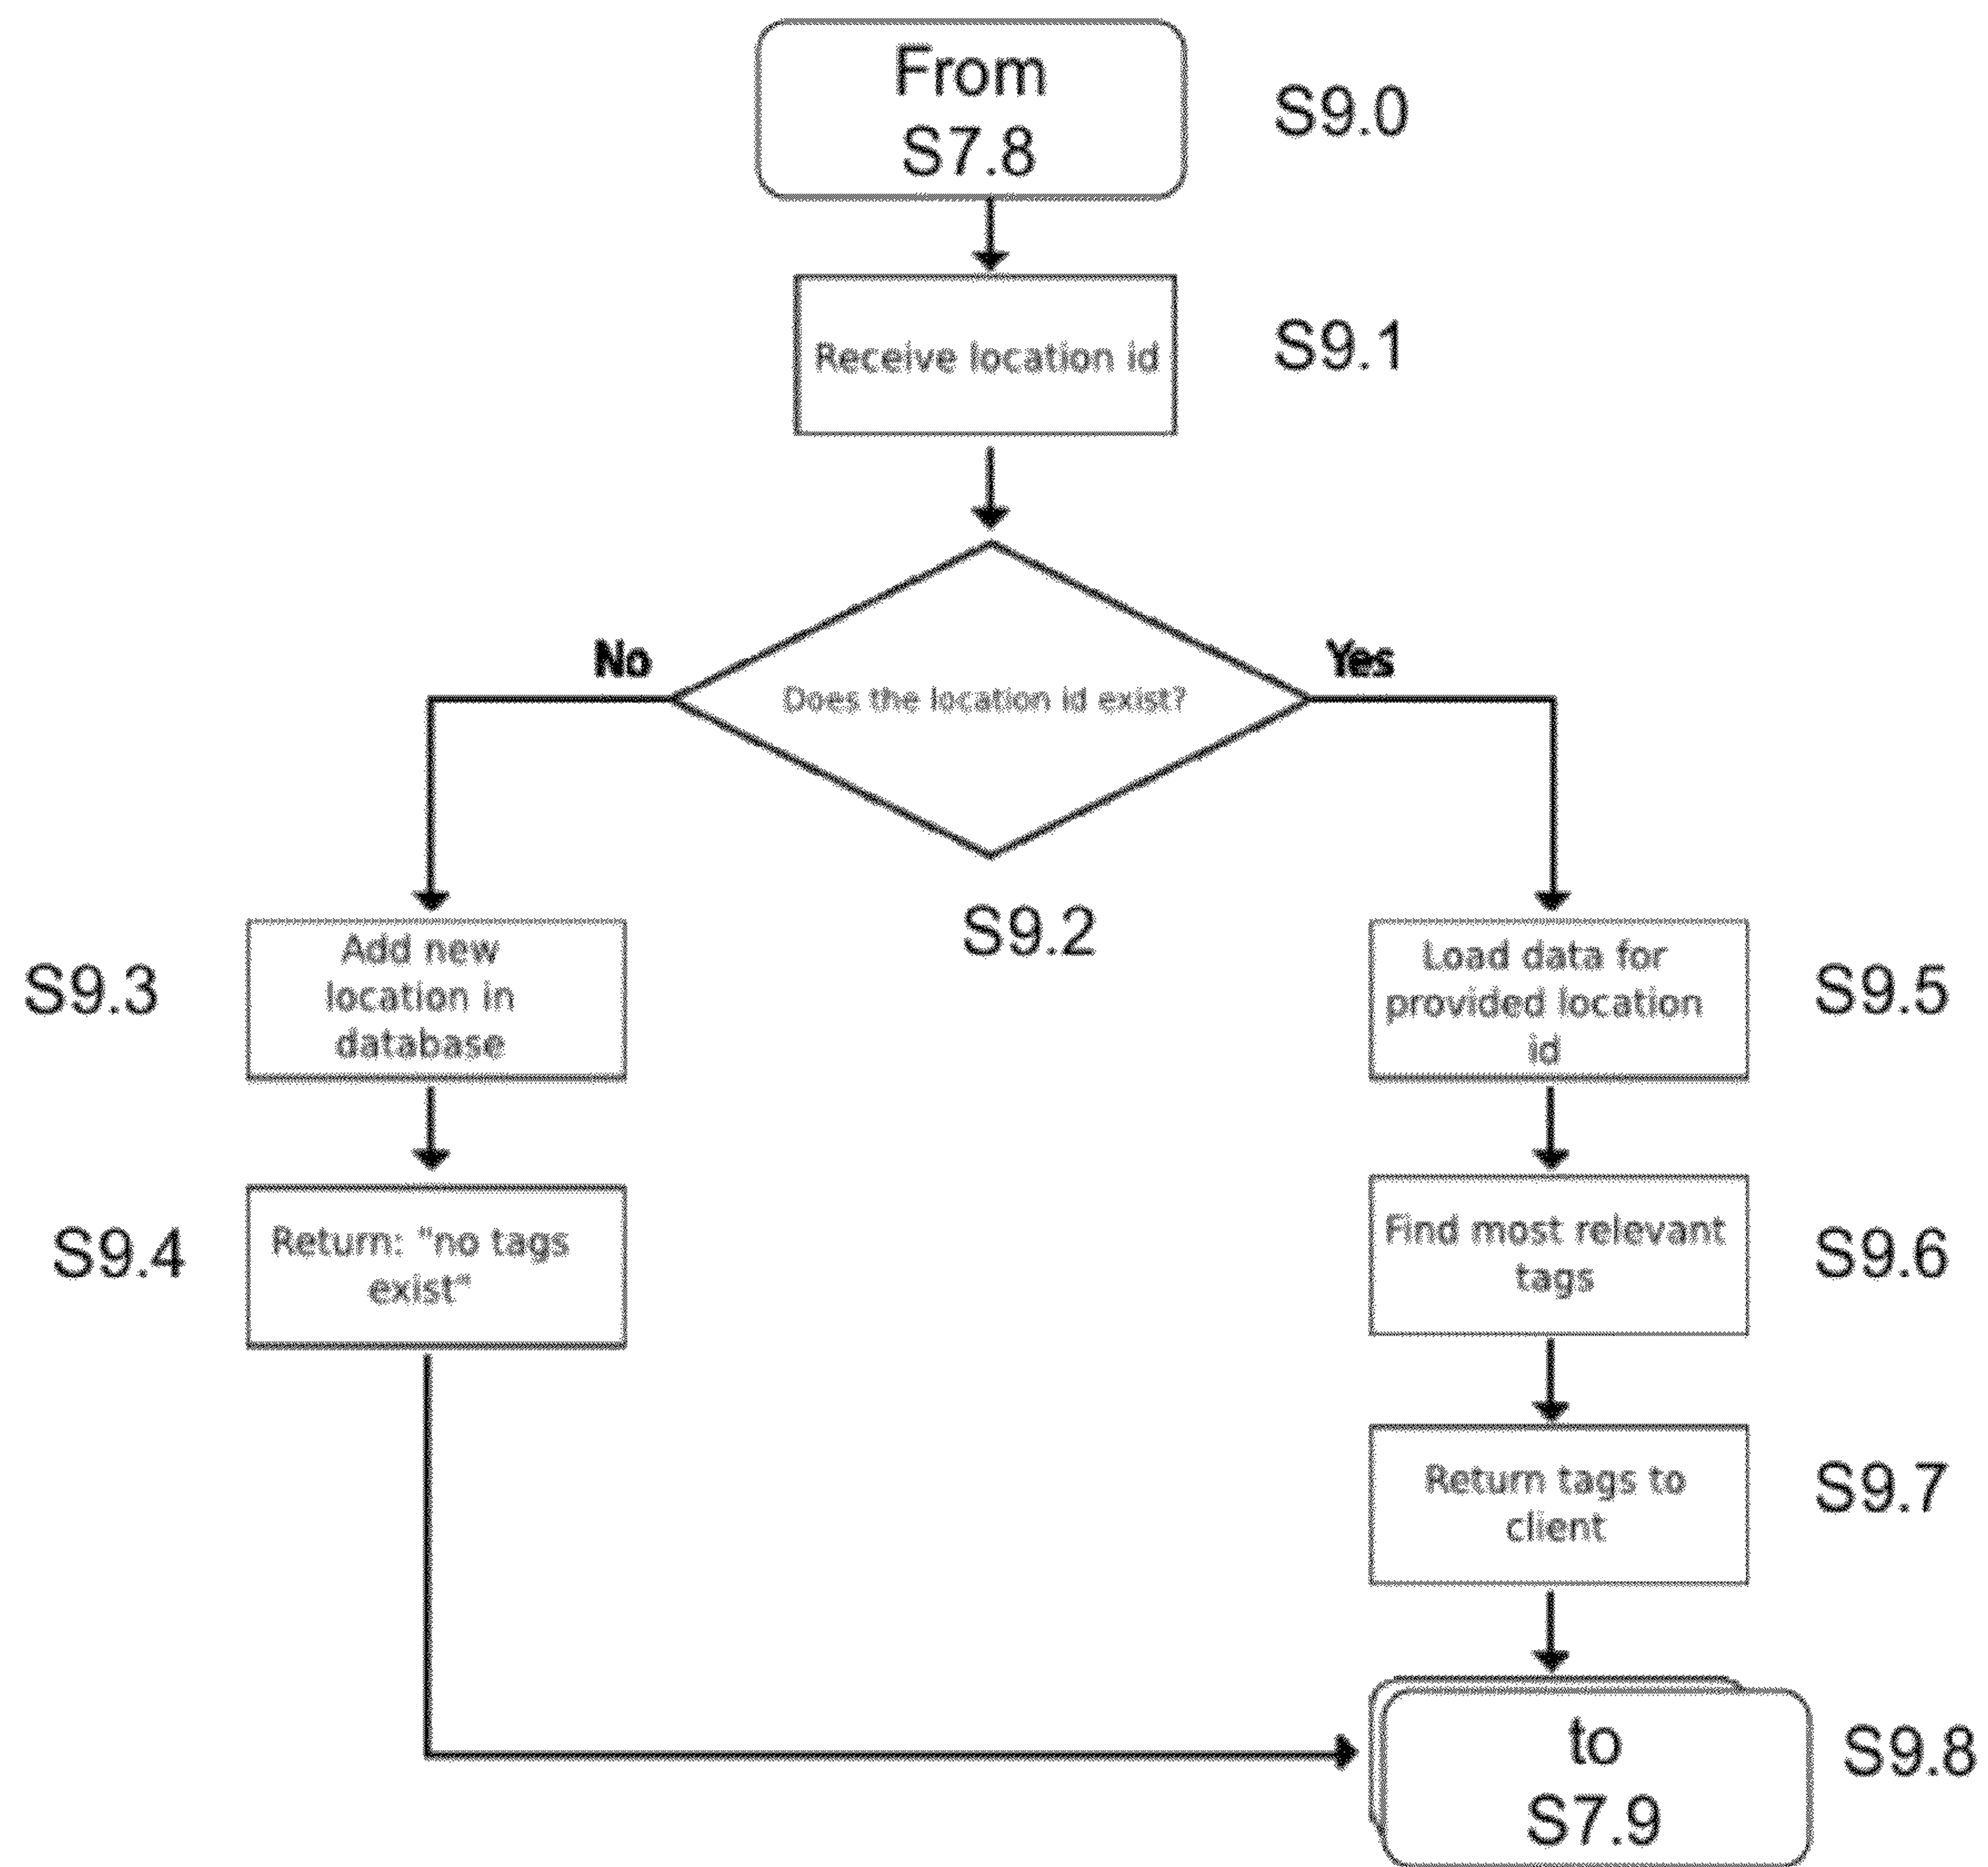 From
S7.8
S9.0
Receive location id
S9.1
No
Yes
Does the location id exist?
S9.2
S9.3
Add new
location in
database
Load data for
provided location
id
S9.5
S9.4
Return: "no tags
exist"
Find most relevant
tags
S9.6
Return tags to
client
S9.7
to
S7.9
S9.8